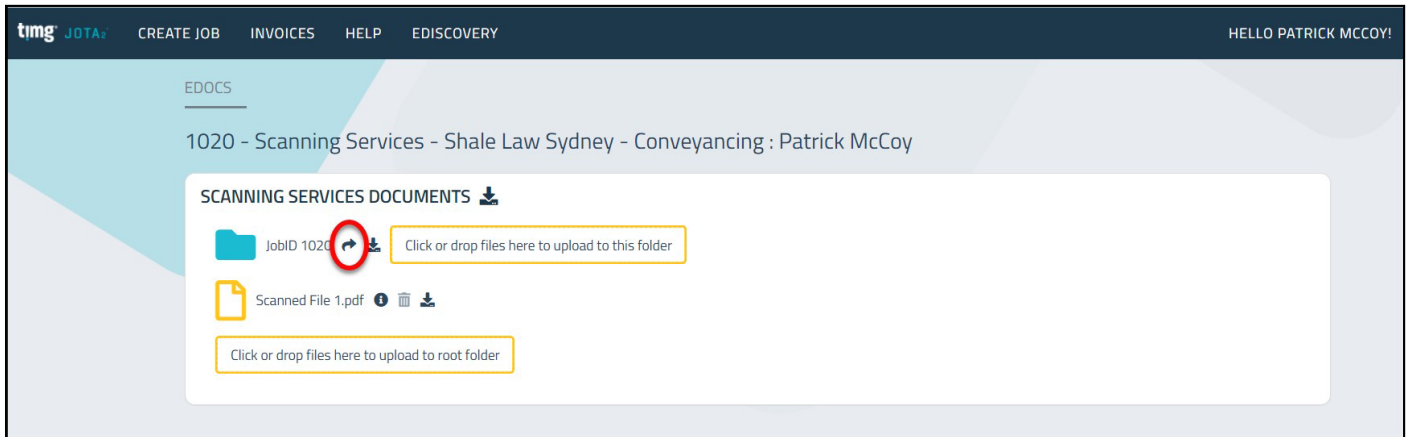 timg JOTA2 CREATE JOB INVOICES HELP EDISCOVERY HELLO PATRICK MCCOY!
EDOCS
1020 - Scanning Services - Shale Law Sydney - Conveyancing : Patrick McCoy
SCANNING SERVICES DOCUMENTS
JobID 1020 Click or drop files here to upload to this folder
Scanned File 1.pdf
Click or drop files here to upload to root folder